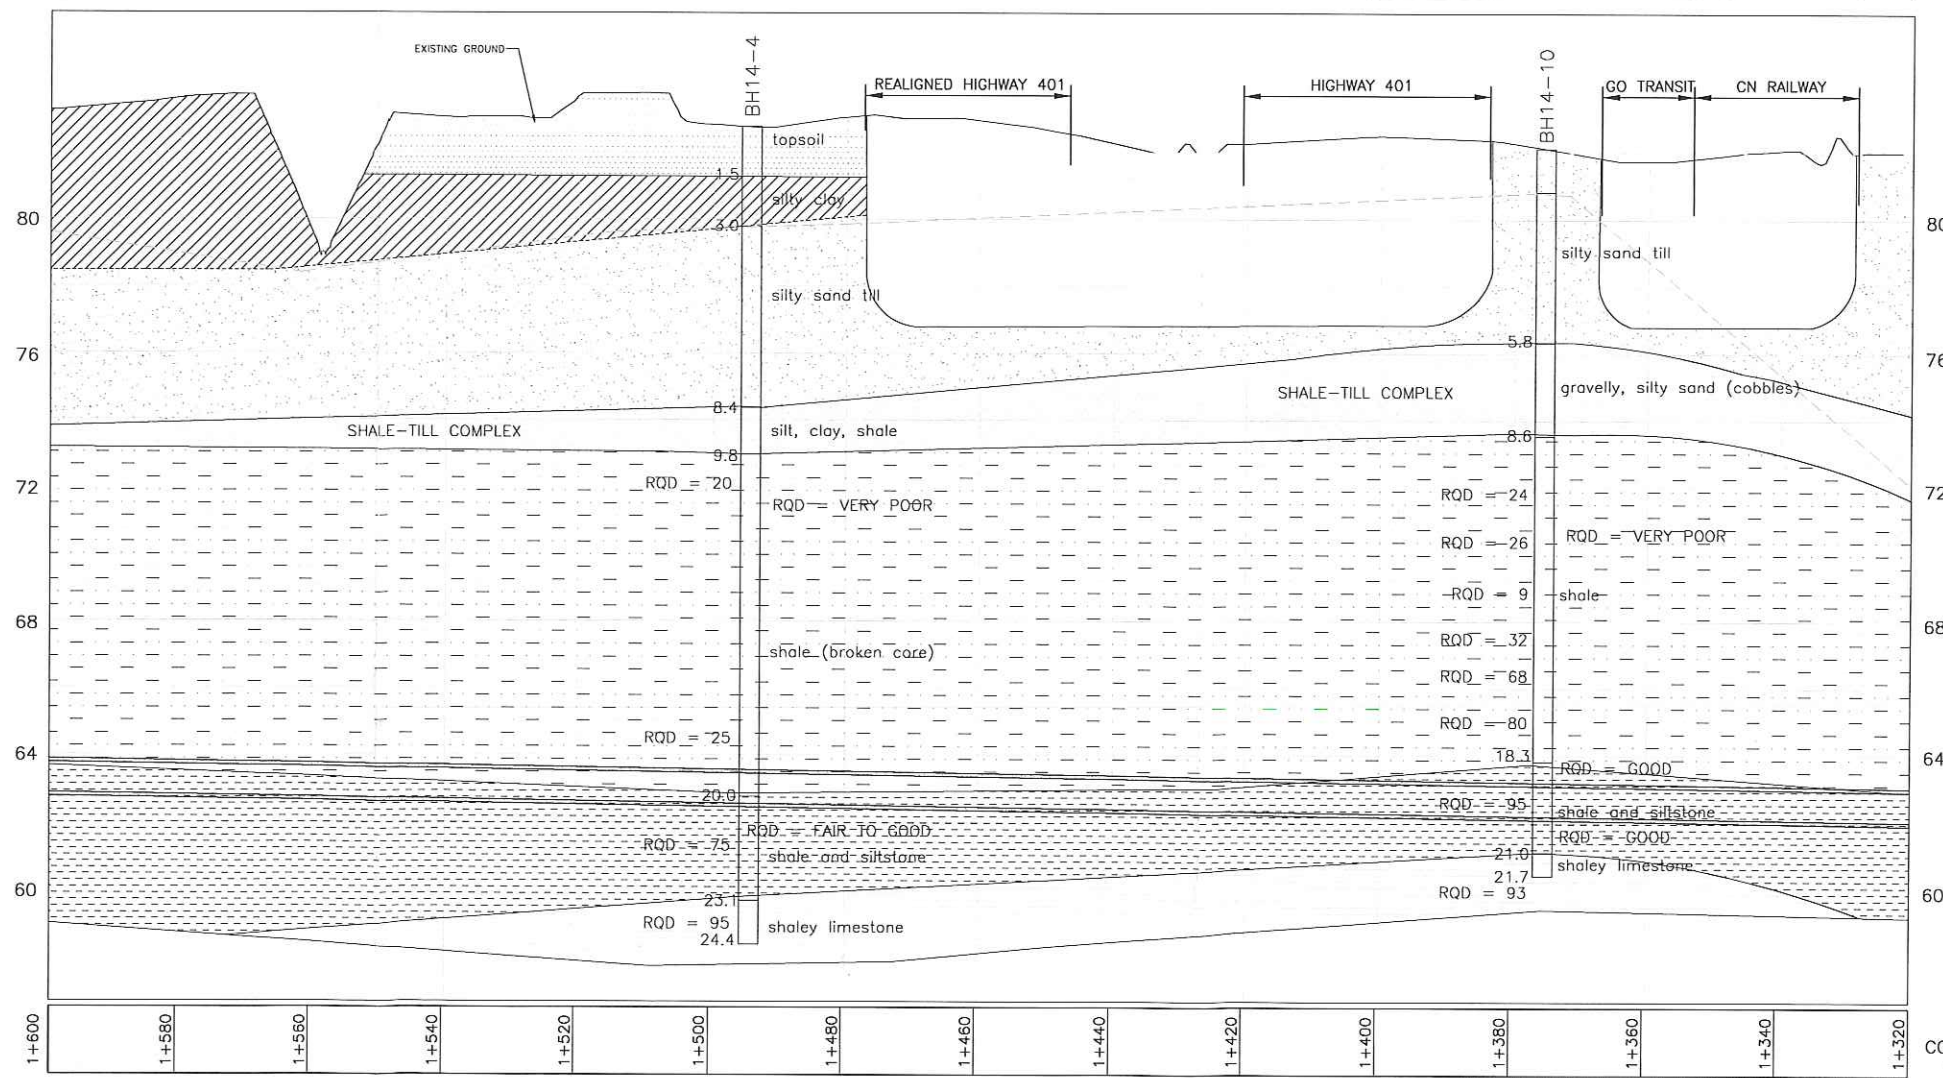 EXISTING GROUND
BH14-4
REALIGNED HIGHWAY 401
HIGHWAY 401
BH14-10
GO TRANSIT
CN RAILWAY
topsoil
1.5
silty clay
80
3.0
80
silty sand till
silty sand till
76
5.8
76
SHALE-TILL COMPLEX
gravelly, silty sand (cobbles)
8.4
SHALE-TILL COMPLEX
silt, clay, shale
8.6
9.8
72
RQD = 20
RQD = VERY POOR
RQD = 24
72
RQD = 26
RQD = VERY POOR
RQD = 9
shale
68
68
shale (broken core)
RQD = 32
RQD = 68
RQD = 80
RQD = 25
64
18.3
64
RQD = GOOD
20.0
RQD = 95
shale and siltstone
RQD = FAIR TO GOOD
RQD = GOOD
RQD = 75
shale and siltstone
21.0
shaley limestone
21.7
60
RQD = 93
60
23.1
RQD = 95
shaley limestone
24.4
1+600
1+580
1+560
1+540
1+520
1+500
1+480
1+460
1+440
1+420
1+400
1+380
1+360
1+340
1+320